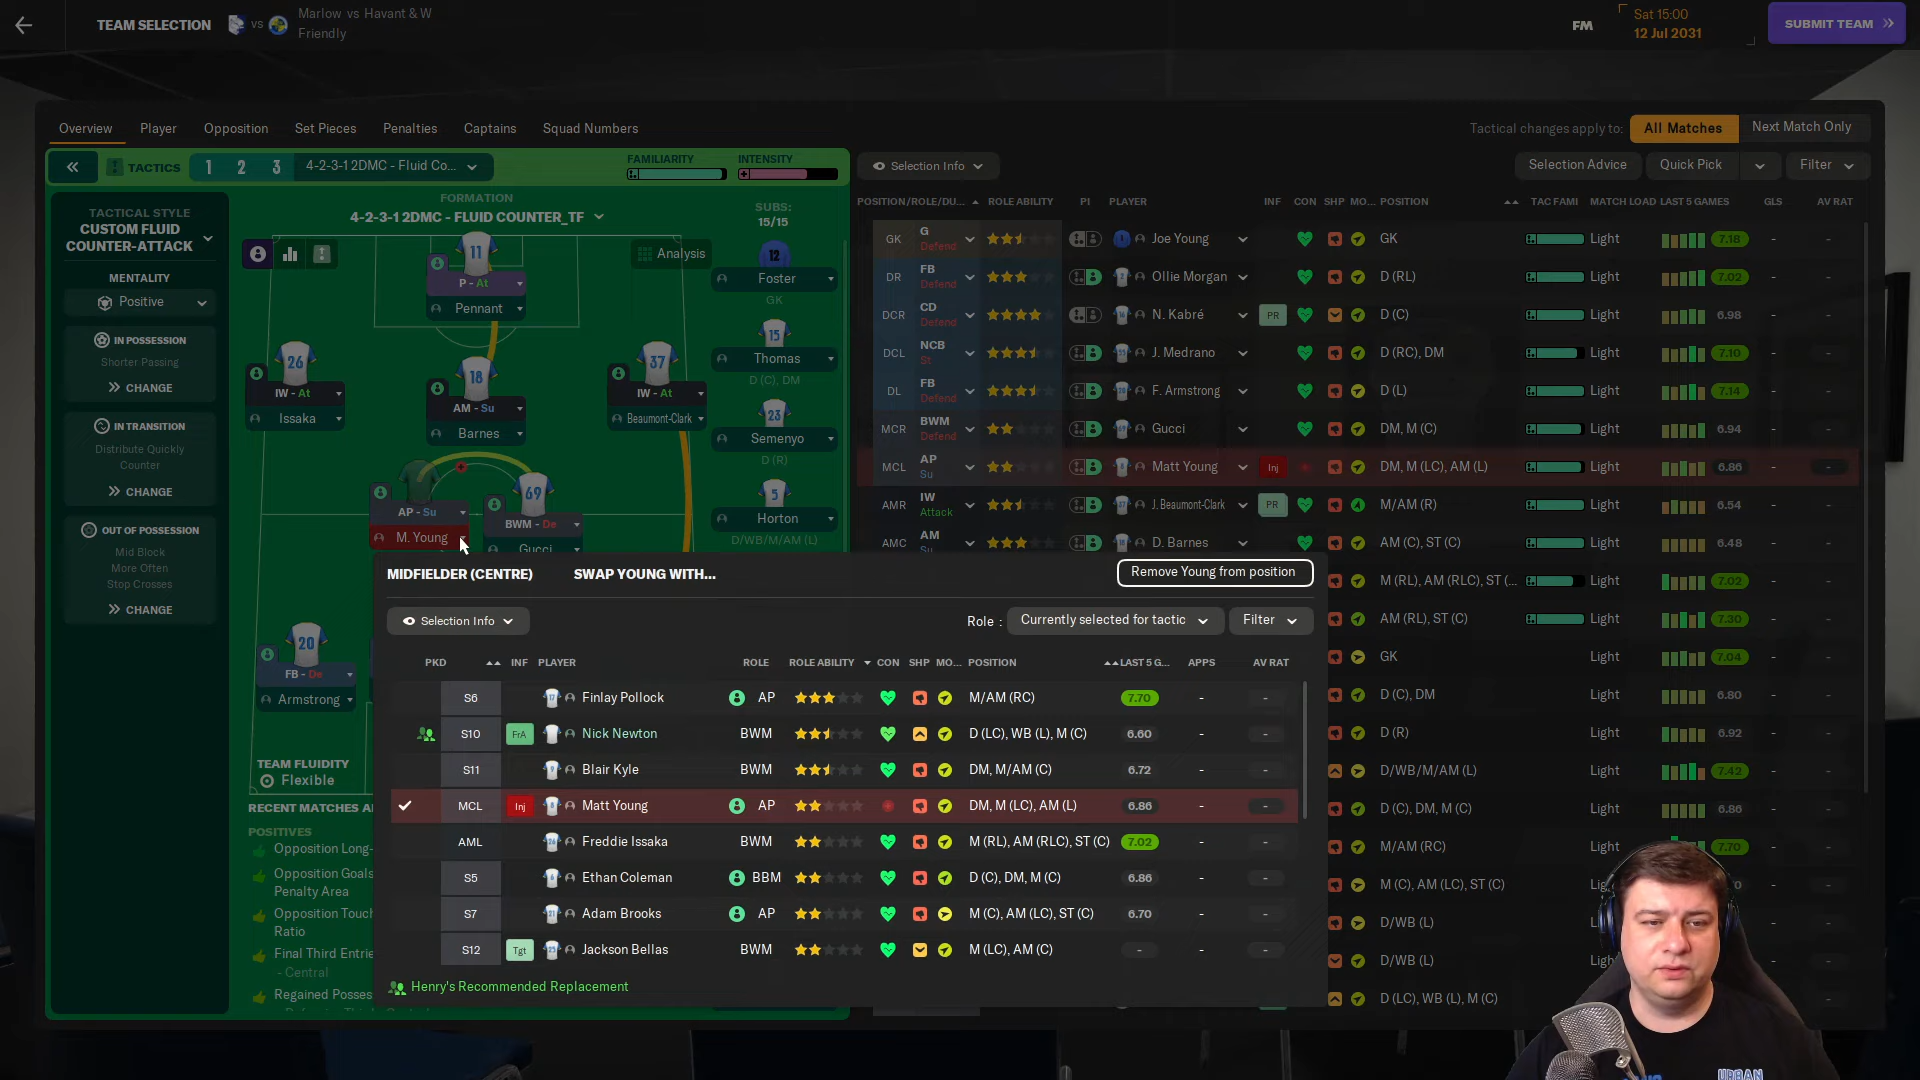 TEAM SELECTION
vs
Marlow vs Havant & W
Friendly
FM
Sat 15:00
12 Jul 2031
SUBMIT TEAM
Overview
Player
Opposition
Set Pieces
Penalties
Captains
Squad Numbers
Tactical changes apply to:
All Matches
Next Match Only
TACTICS
1 2 3
4-2-3-1 2DMC - Fluid Co...
FAMILIARITY
INTENSITY
Selection Info
Selection Advice
Quick Pick
Filter
TACTICAL STYLE
CUSTOM FLUID
COUNTER-ATTACK
MENTALITY
Positive
IN POSSESSION
Shorter Passing
CHANGE
IN TRANSITION
Distribute Quickly
Counter
CHANGE
OUT OF POSSESSION
Mid Block
More Often
Stop Crosses
CHANGE
FORMATION
4-2-3-1 2DMC - FLUID COUNTER_TF
Analysis
11
P - At
Pennant
26
IW - At
Issaka
18
AM - Su
Barnes
37
IW - At
Beaumont-Clark
AP - Su
M. Young
69
BWM - De
Gucci
20
FB - De
Armstrong
TEAM FLUIDITY
Flexible
RECENT MATCHES A
POSITIVES
Opposition Long-
Opposition Goals
Penalty Area
Opposition Touch
Ratio
Final Third Entrie
- Central
Regained Posses
SUBS:
15/15
12
Foster
GK
15
Thomas
D (C), DM
23
Semenyo
D (R)
5
Horton
D/WB/M/AM (L)
POSITION/ROLE/DU... ROLE ABILITY PI PLAYER INF CON SHP MO... POSITION TAC FAMI MATCH LOAD LAST 5 GAMES GLS AV RAT
GK G Defend Joe Young GK Light 7.18 - -
DR FB Defend Ollie Morgan D (RL) Light 7.02 - -
DCR CD Defend N. Kabré PR D (C) Light 6.98 - -
DCL NCB St J. Medrano D (RC), DM Light 7.10 - -
DL FB Defend F. Armstrong D (L) Light 7.14 - -
MCR BWM Defend Gucci DM, M (C) Light 6.94 - -
MCL AP Su Matt Young Inj DM, M (LC), AM (L) Light 6.86 - -
AMR IW Attack J. Beaumont-Clark PR M/AM (R) Light 6.54 - -
AMC AM Su D. Barnes AM (C), ST (C) Light 6.48 - -
M (RL), AM (RLC), ST (... Light 7.02 - -
AM (RL), ST (C) Light 7.30 - -
GK Light 7.04 - -
D (C), DM Light 6.80 - -
D (R) Light 6.92 - -
D/WB/M/AM (L) Light 7.42 - -
D (C), DM, M (C) Light 6.86 - -
M/AM (RC) Light 7.70 - -
M (C), AM (LC), ST (C)
D/WB (L)
D/WB (L)
D (LC), WB (L), M (C)
MIDFIELDER (CENTRE)
SWAP YOUNG WITH...
Remove Young from position
Selection Info
Role :
Currently selected for tactic
Filter
PKD INF PLAYER ROLE ROLE ABILITY CON SHP MO... POSITION LAST 5 G... APPS AV RAT
S6 Finlay Pollock AP M/AM (RC) 7.70 - -
S10 FrA Nick Newton BWM D (LC), WB (L), M (C) 6.60 - -
S11 Blair Kyle BWM DM, M/AM (C) 6.72 - -
MCL Inj Matt Young AP DM, M (LC), AM (L) 6.86 - -
AML Freddie Issaka BWM M (RL), AM (RLC), ST (C) 7.02 - -
S5 Ethan Coleman BBM D (C), DM, M (C) 6.86 - -
S7 Adam Brooks AP M (C), AM (LC), ST (C) 6.70 - -
S12 Tgt Jackson Bellas BWM M (LC), AM (C) - - -
Henry's Recommended Replacement
URBAN